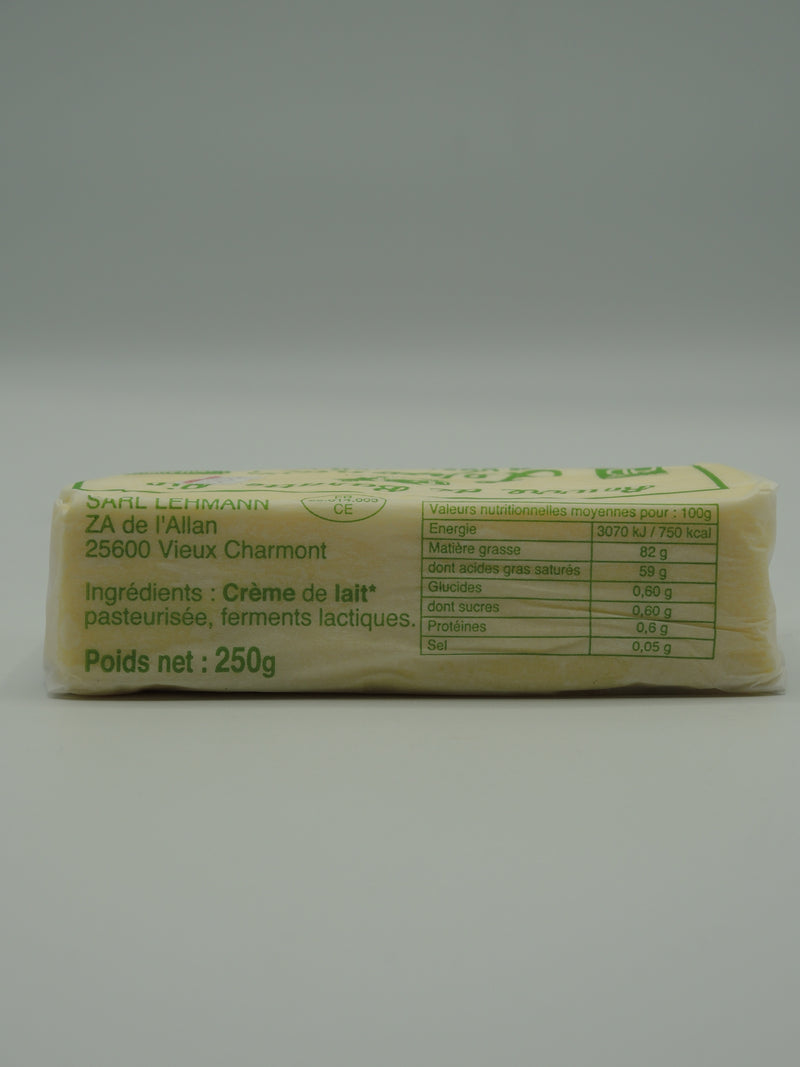 SARL LEHMANN
ZA de l'Allan
25600 Vieux Charmont
CE
Ingrédients : Crème de lait*
pasteurisée, ferments lactiques.
Poids net : 250g
Valeurs nutritionnelles moyennes pour : 100g
Energie 3070 kJ / 750 kcal
Matière grasse 82 g
dont acides gras saturés 59 g
Glucides 0,60 g
dont sucres 0,60 g
Protéines 0,6 g
Sel 0,05 g